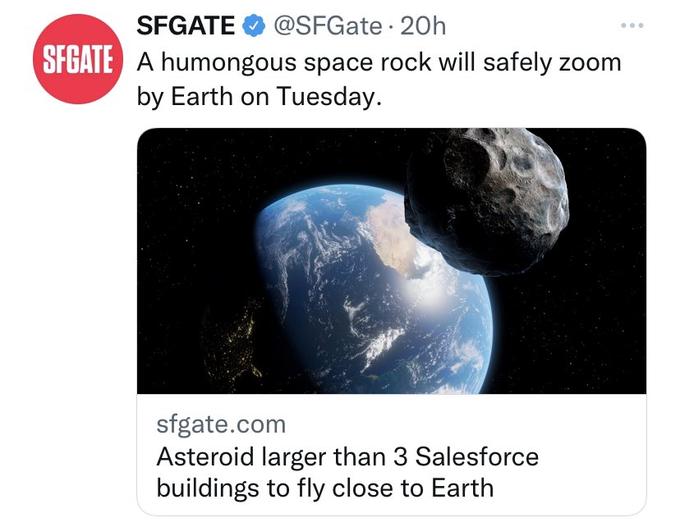 SFGATE @SFGate · 20h
SFGATE
A humongous space rock will safely zoom
by Earth on Tuesday.
sfgate.com
Asteroid larger than 3 Salesforce
buildings to fly close to Earth